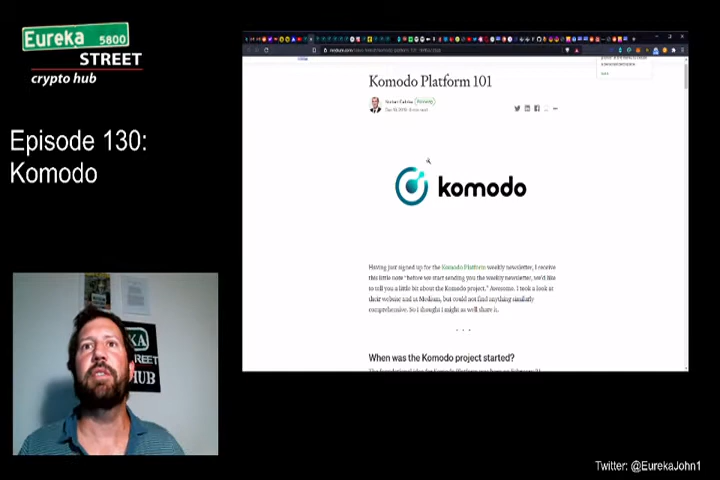 Eureka 5800
STREET
crypto hub
Episode 130:
Komodo
Komodo Platform 101
komodo
Having just signed up for the Komodo Platform weekly newsletter, I receive
this little note "before we start sending you the weekly newsletter, we'd like
to tell you a little bit about the Komodo project." Awesome. I took a look at
their website and at Medium, but could not find anything similarly
comprehensive. So I thought I might as well share it.
When was the Komodo project started?
STREET
HUB
Twitter: @EurekaJohn1